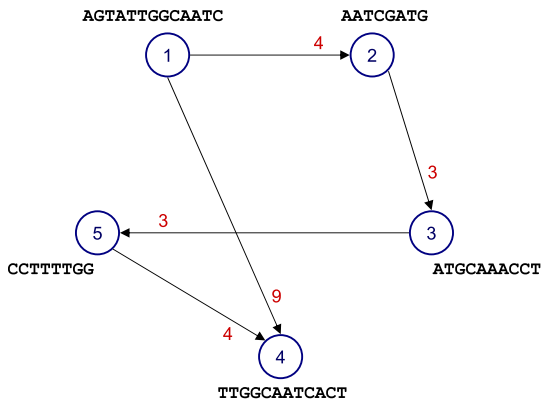 AGTATTGGCAATC AATCGATG
1 4 2
3
5 3 3
CCTTTTGG ATGCAAACCT
9
4
4
TTGGCAATCACT